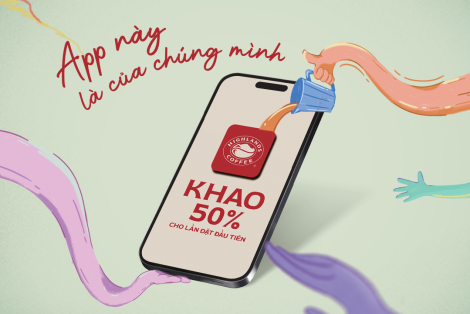 App này
là của chúng mình
HIGHLANDS
COFFEE
KHAO
50%
CHO LẦN ĐẶT ĐẦU TIÊN